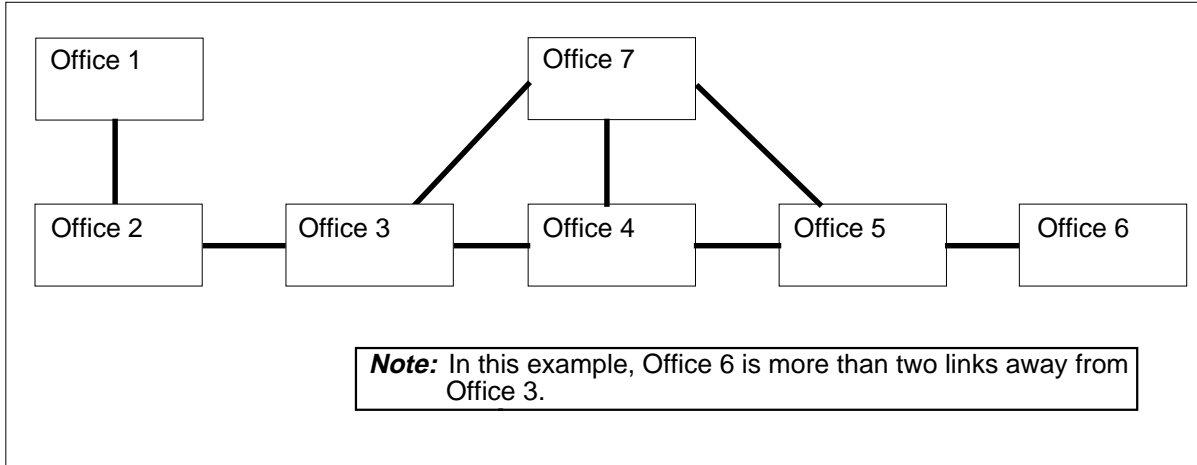 Office 1
Office 7
Office 2
Office 3
Office 4
Office 5
Office 6
Note: In this example, Office 6 is more than two links away from
Office 3.